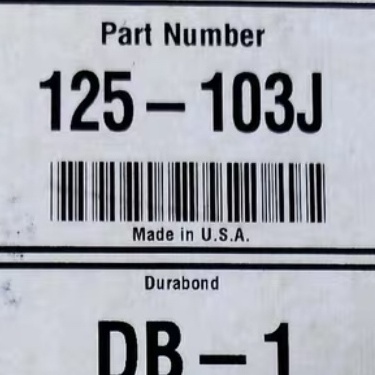 Part Number
125-103J
Made in U.S.A.
Durabond
DB-1